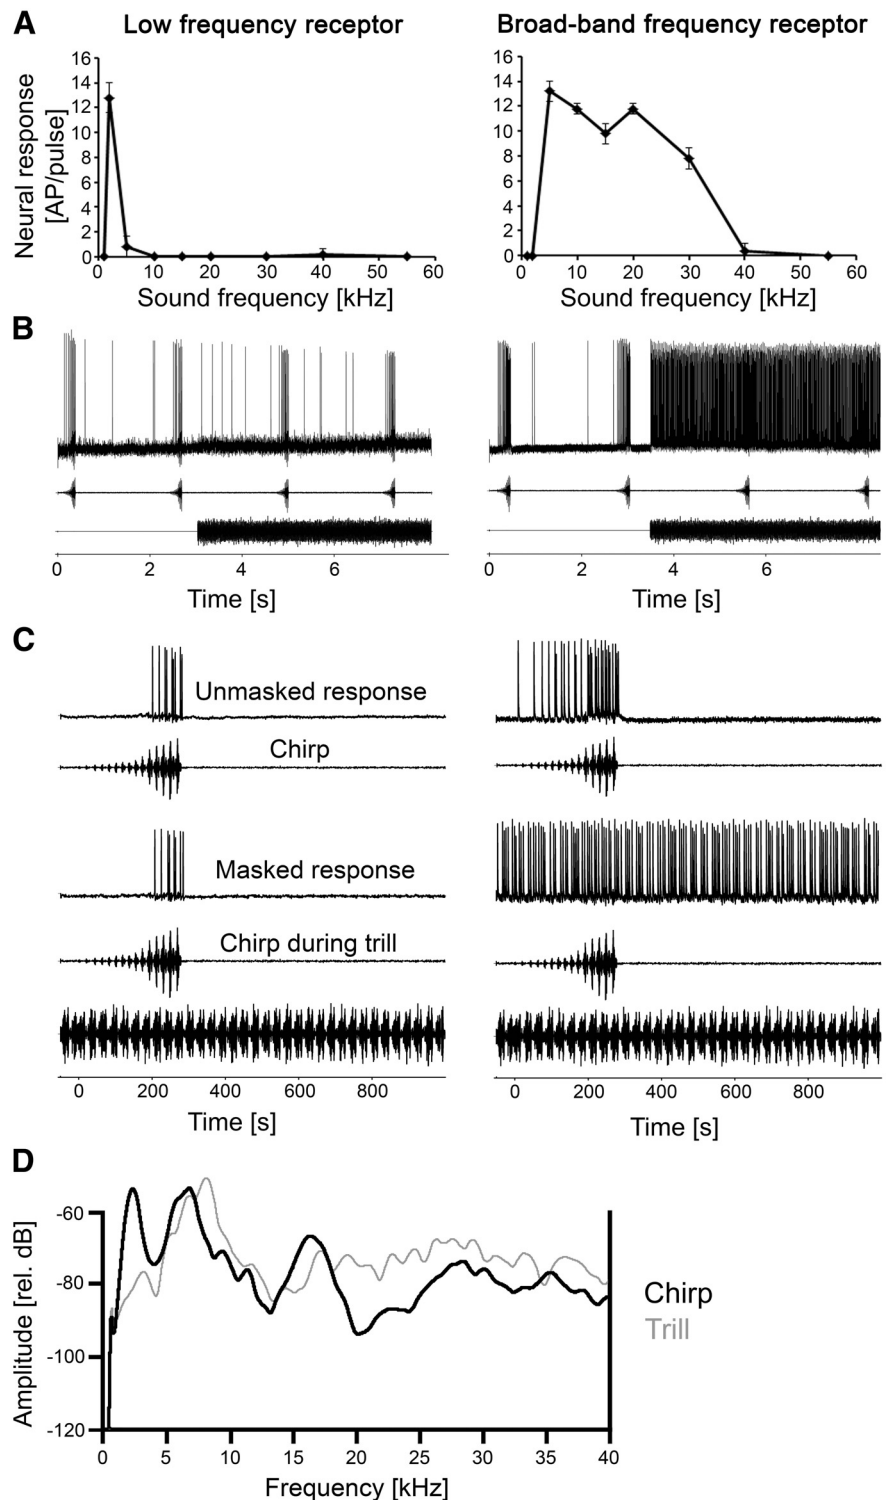 A
Low frequency receptor
Broad-band frequency receptor
Neural response
[AP/pulse]
16
14
12
10
8
6
4
2
0
0 10 20 30 40 50 60
Sound frequency [kHz]
16
14
12
10
8
6
4
2
0
0 10 20 30 40 50 60
Sound frequency [kHz]
B
0 2 4 6
Time [s]
0 2 4 6
Time [s]
C
Unmasked response
Chirp
Masked response
Chirp during trill
0 200 400 600 800
Time [s]
0 200 400 600 800
Time [s]
D
Amplitude [rel. dB]
-60
-80
-100
-120
0 5 10 15 20 25 30 35 40
Frequency [kHz]
Chirp
Trill